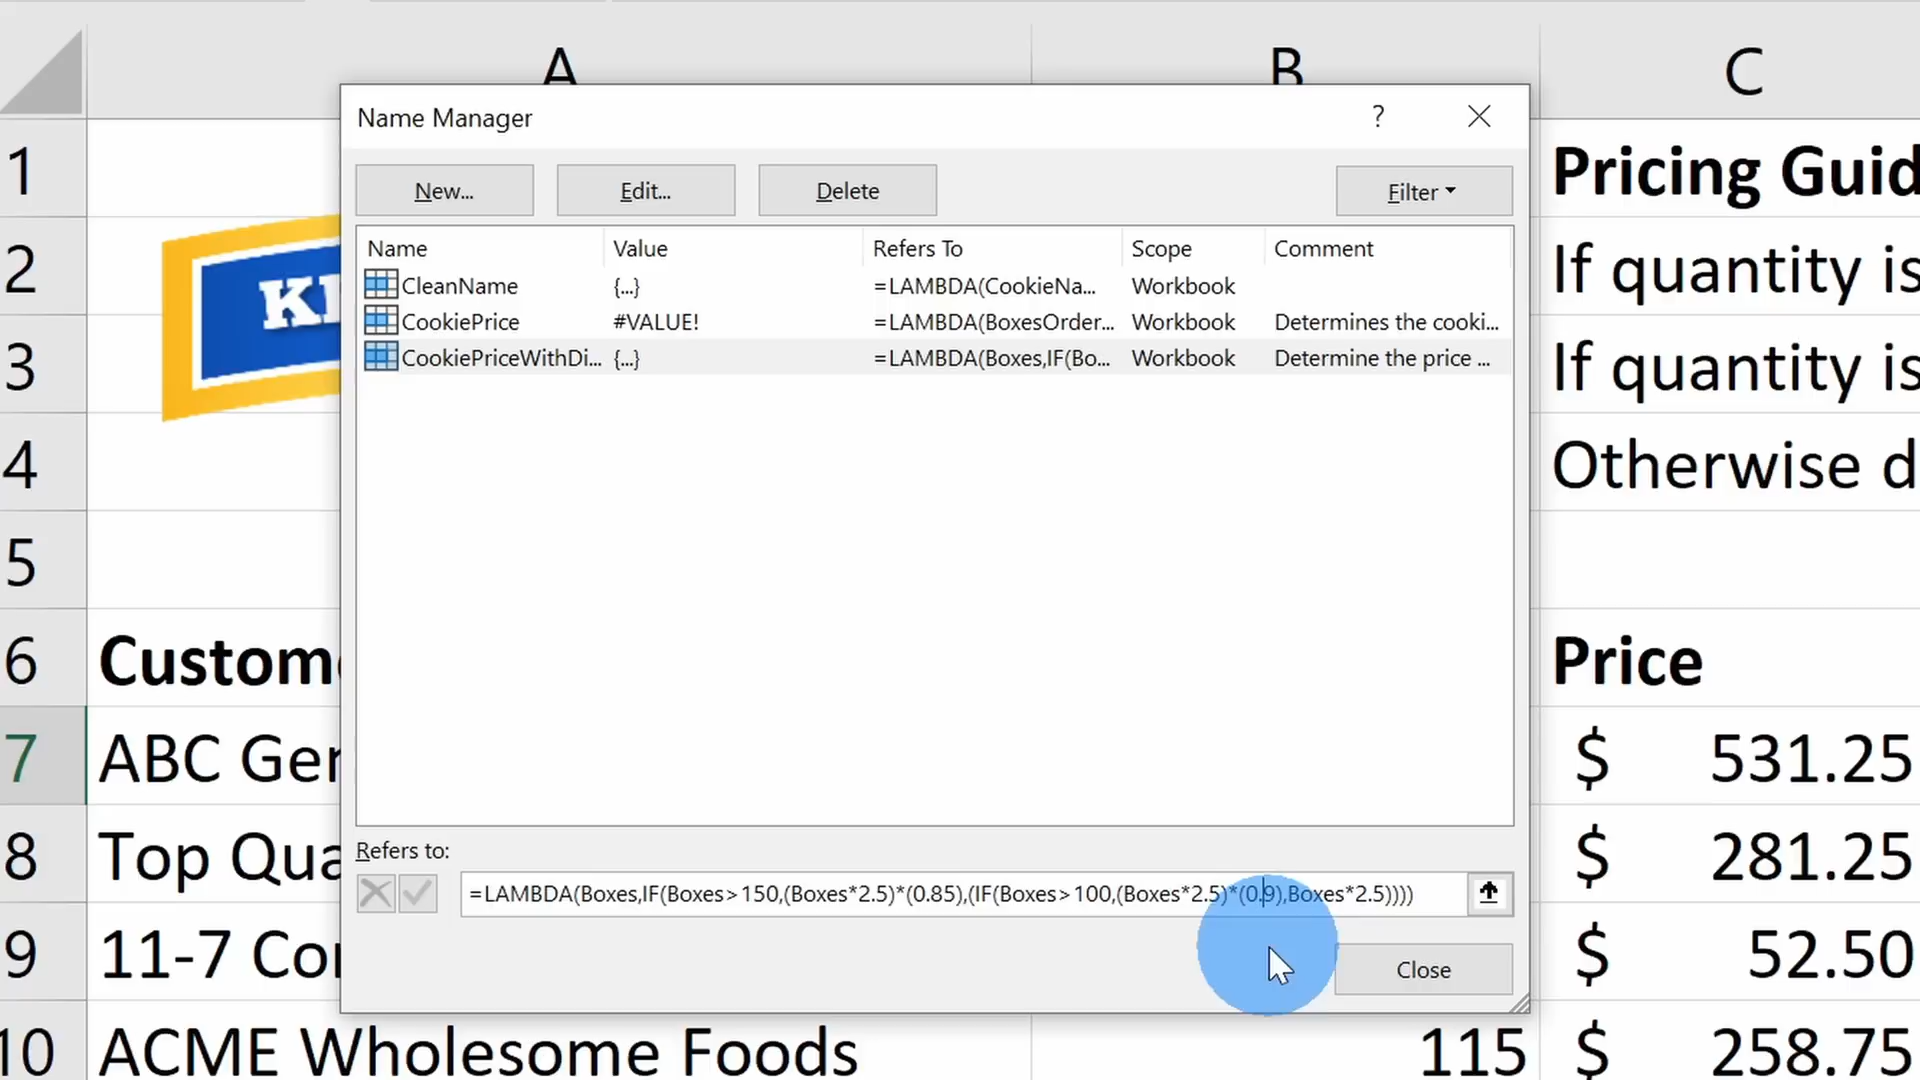 A B C
Name Manager ?
New... Edit... Delete Filter
Name Value Refers To Scope Comment
CleanName {...} =LAMBDA(CookieNa... Workbook
CookiePrice #VALUE! =LAMBDA(BoxesOrder... Workbook Determines the cooki...
CookiePriceWithDi... {...} =LAMBDA(Boxes,IF(Bo... Workbook Determine the price ...
Refers to:
=LAMBDA(Boxes,IF(Boxes>150,(Boxes*2.5)*(0.85),(IF(Boxes>100,(Boxes*2.5)*(0.9),Boxes*2.5))))
Close
1 Pricing Guid
2 If quantity is
3 If quantity is
4 Otherwise d
5
6 Custome Price
7 ABC Ger $ 531.25
8 Top Qua $ 281.25
9 11-7 Cor $ 52.50
10 ACME Wholesome Foods 115 $ 258.75